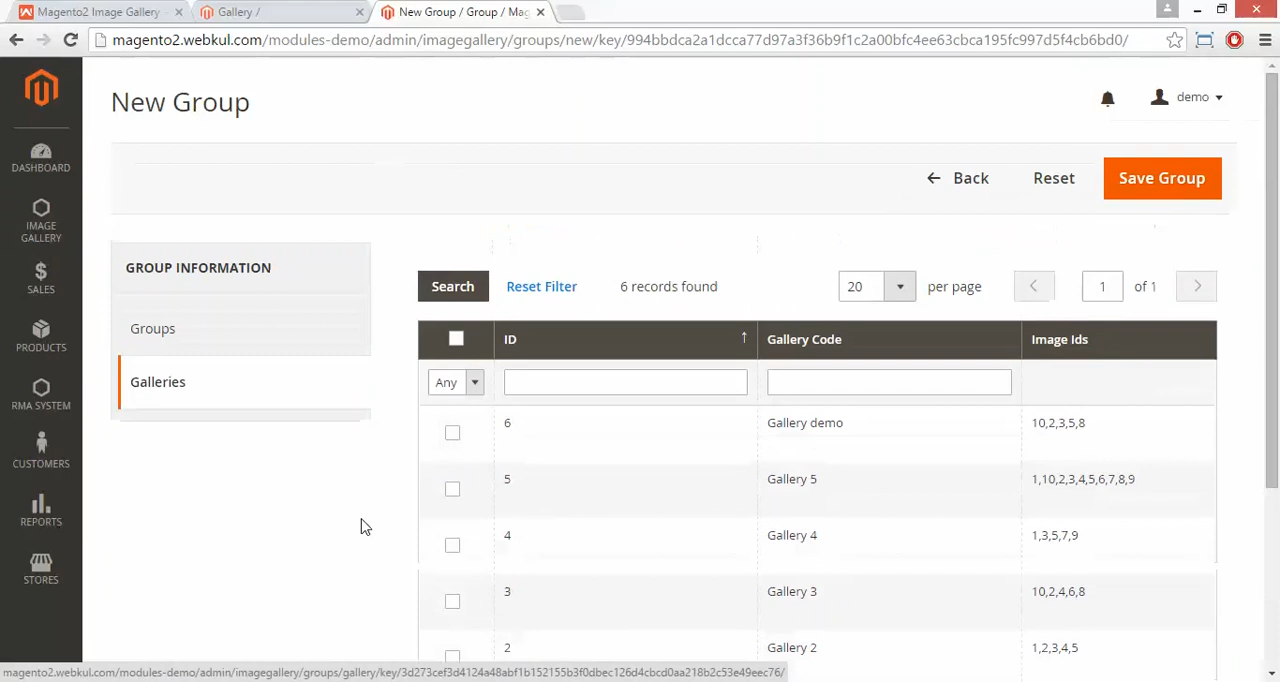 Magento2 Image Gallery
Gallery /
New Group / Group / Mag
magento2.webkul.com/modules-demo/admin/imagegallery/groups/new/key/994bbdca2a1dcca77d97a3f36b9f1c2a00bfc4ee63cbca195fc997d5f4cb6bd0/
New Group
demo
DASHBOARD
IMAGE
GALLERY
SALES
PRODUCTS
RMA SYSTEM
CUSTOMERS
REPORTS
STORES
Back
Reset
Save Group
GROUP INFORMATION
Groups
Galleries
Search
Reset Filter
6 records found
20
per page
1
of 1
ID
Gallery Code
Image Ids
Any
6
Gallery demo
10,2,3,5,8
5
Gallery 5
1,10,2,3,4,5,6,7,8,9
4
Gallery 4
1,3,5,7,9
3
Gallery 3
10,2,4,6,8
2
Gallery 2
1,2,3,4,5
magento2.webkul.com/modules-demo/admin/imagegallery/groups/gallery/key/3d273cef3d4124a48abf1b152155b3f0dbec126d4cbcd0aa218b2c53e49eec76/